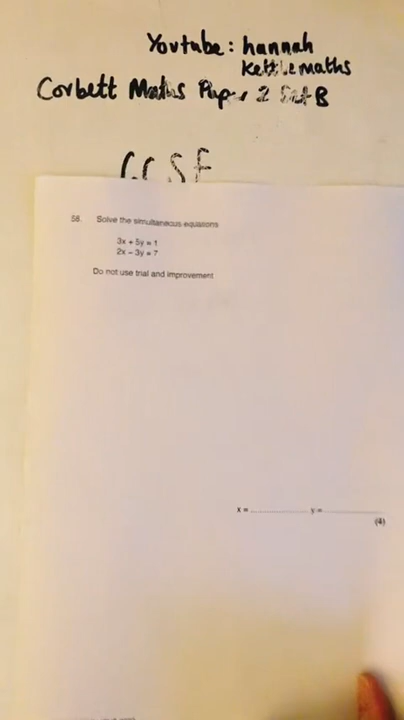 Youtube: hannah
kettlemaths
Corbett Maths Paper 2 Set B
GCSE
56. Solve the simultaneous equations
3x + 5y = 1
2x - 3y = 7
Do not use trial and improvement
x = ........................ y = ........................
(4)